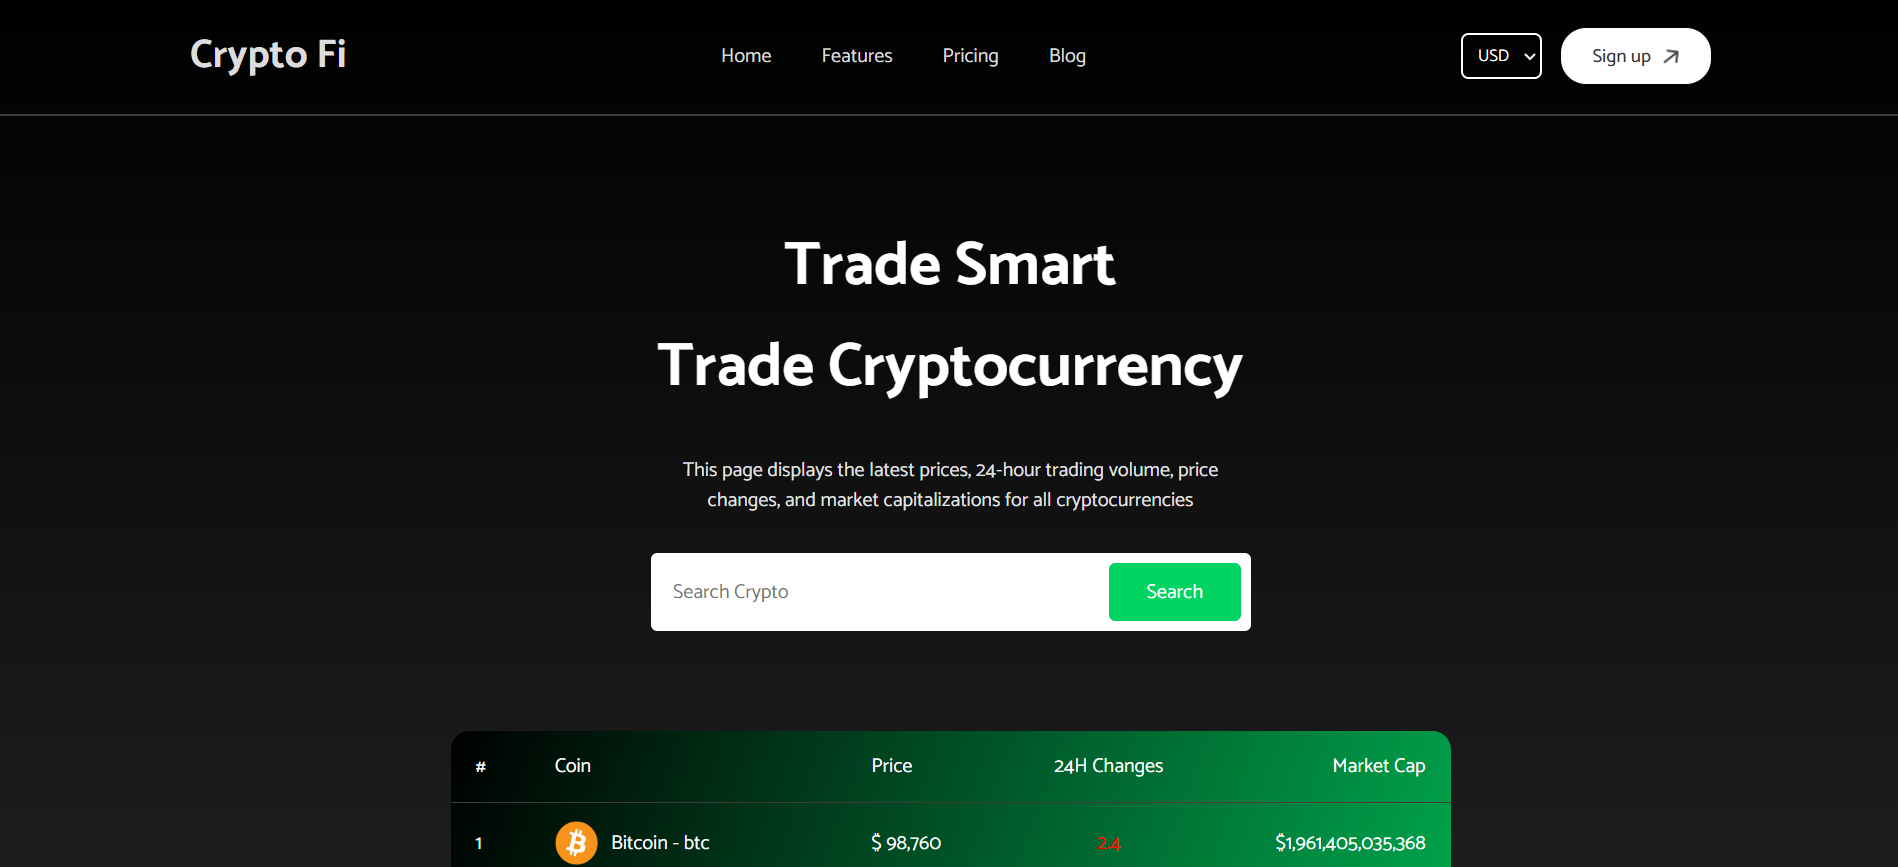 Crypto Fi
Home Features Pricing Blog
USD
Sign up
Trade Smart
Trade Cryptocurrency
This page displays the latest prices, 24-hour trading volume, price
changes, and market capitalizations for all cryptocurrencies
Search Crypto
Search
# Coin Price 24H Changes Market Cap
1 Bitcoin - btc $ 98,760 2.4 $1,961,405,035,368